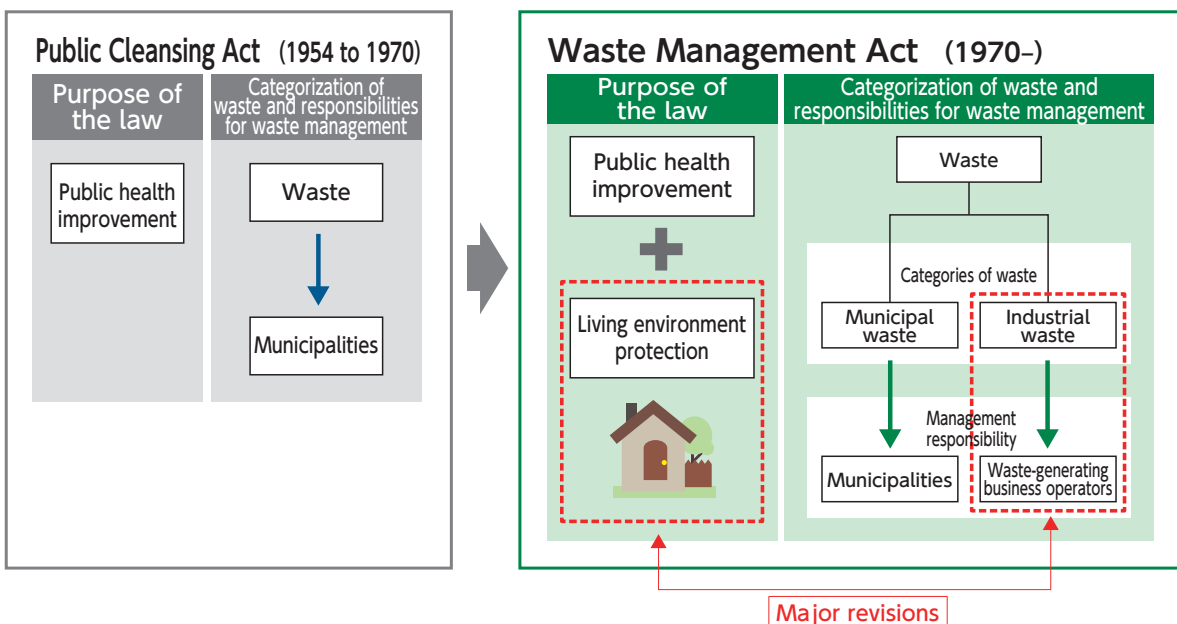 Public Cleansing Act (1954 to 1970)
Purpose of
the law
Categorization of
waste and responsibilities
for waste management
Public health
improvement
Waste
Municipalities
Waste Management Act (1970–)
Purpose of
the law
Categorization of waste and
responsibilities for waste management
Public health
improvement
Living environment
protection
Waste
Categories of waste
Municipal
waste
Industrial
waste
Management
responsibility
Municipalities
Waste-generating
business operators
Major revisions